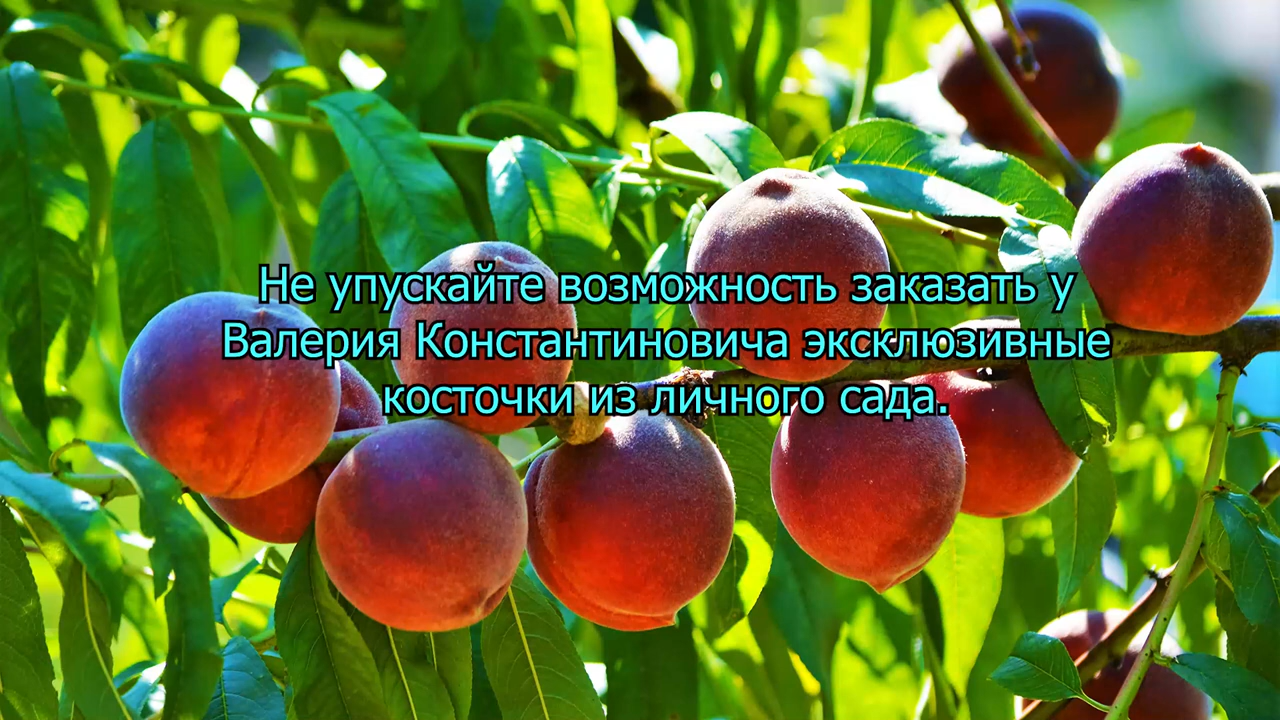 Не упускайте возможность заказать у
Валерия Константиновича эксклюзивные
косточки из личного сада.